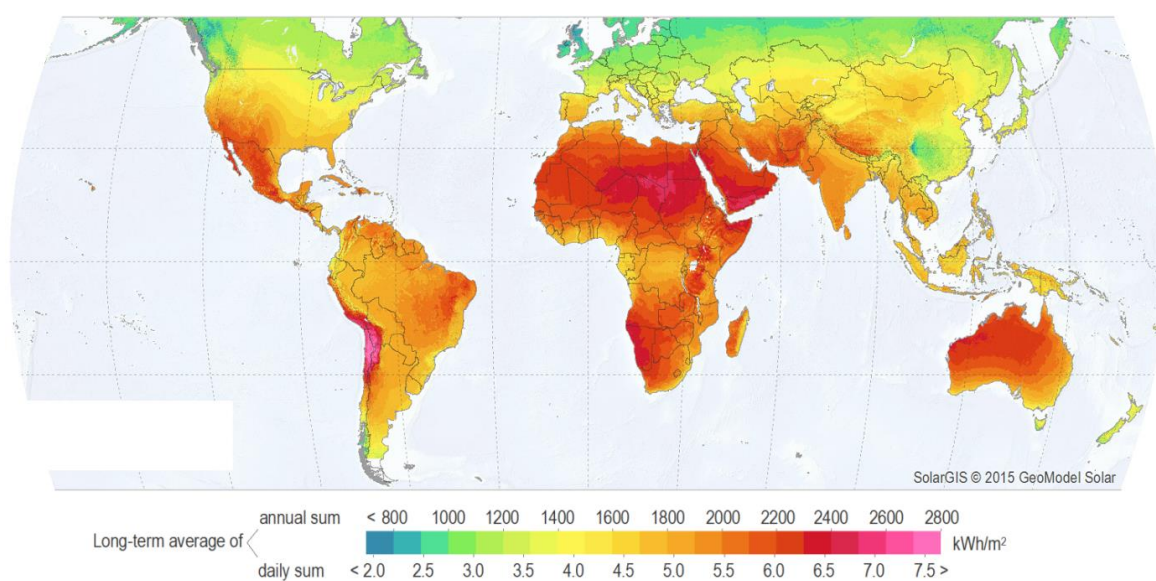 SolarGIS © 2015 GeoModel Solar
Long-term average of
annual sum < 800 1000 1200 1400 1600 1800 2000 2200 2400 2600 2800
kWh/m²
daily sum < 2.0 2.5 3.0 3.5 4.0 4.5 5.0 5.5 6.0 6.5 7.0 7.5 >